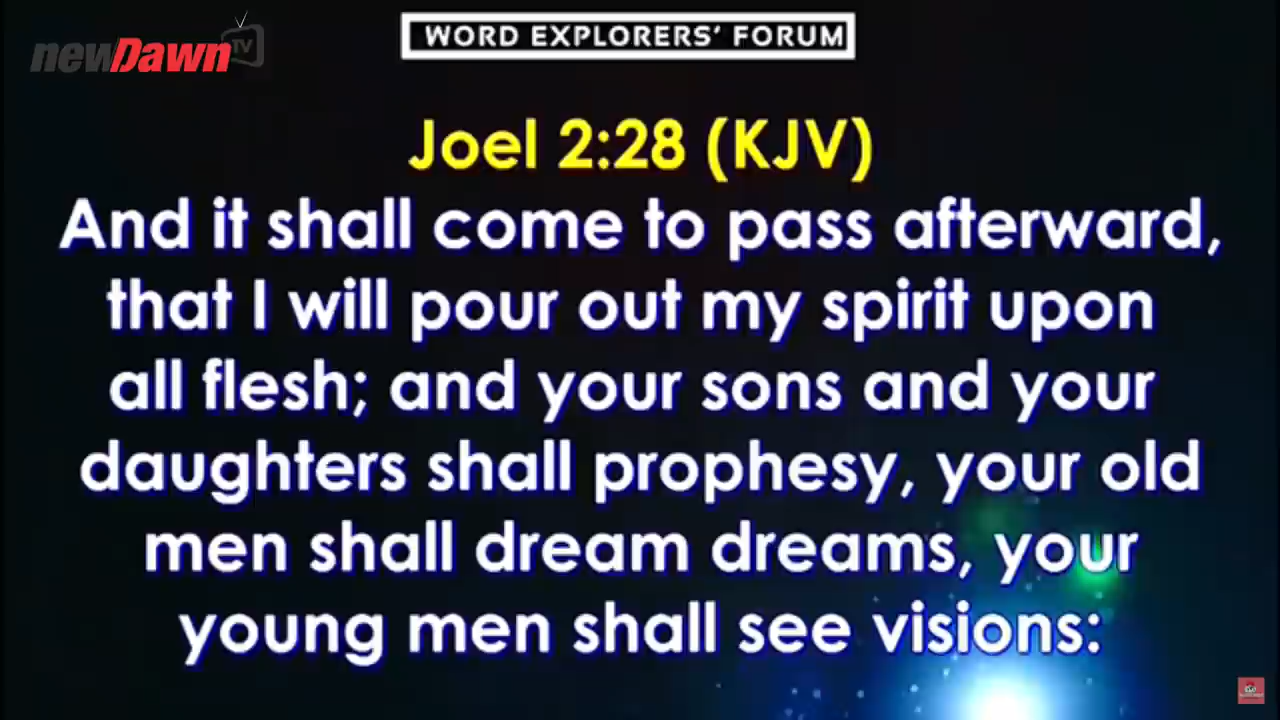 newDawn TV
WORD EXPLORERS' FORUM
Joel 2:28 (KJV)
And it shall come to pass afterward,
that I will pour out my spirit upon
all flesh; and your sons and your
daughters shall prophesy, your old
men shall dream dreams, your
young men shall see visions: